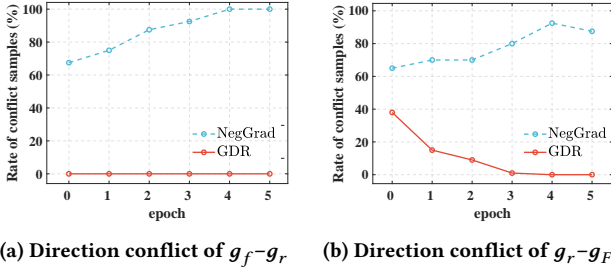 Rate of conflict samples (%)
100
80
60
40
20
0
NegGrad
GDR
0 1 2 3 4 5
epoch
(a) Direction conflict of g_f–g_r
Rate of conflict samples (%)
100
80
60
40
20
0
NegGrad
GDR
0 1 2 3 4 5
epoch
(b) Direction conflict of g_r–g_F